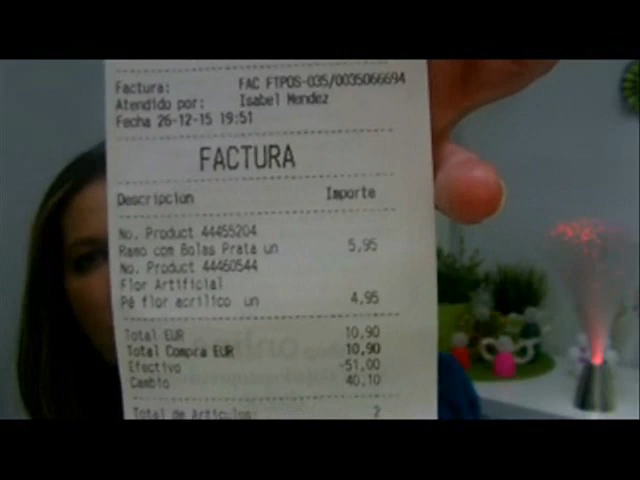 Factura: FAC FTPOS-035/0035066694
Atendido por: Isabel Mendez
Fecha 26-12-15 19:51
FACTURA
Descripcion Importe
No. Product 44455204
Ramo com Bolas Prata un 5,95
No. Product 44460544
Flor Artificial
Pé flor acrilico un 4,95
Total EUR 10,90
Total Compra EUR 10,90
Efectivo -51,00
Cambio 40,10
Total de Articulos: 2